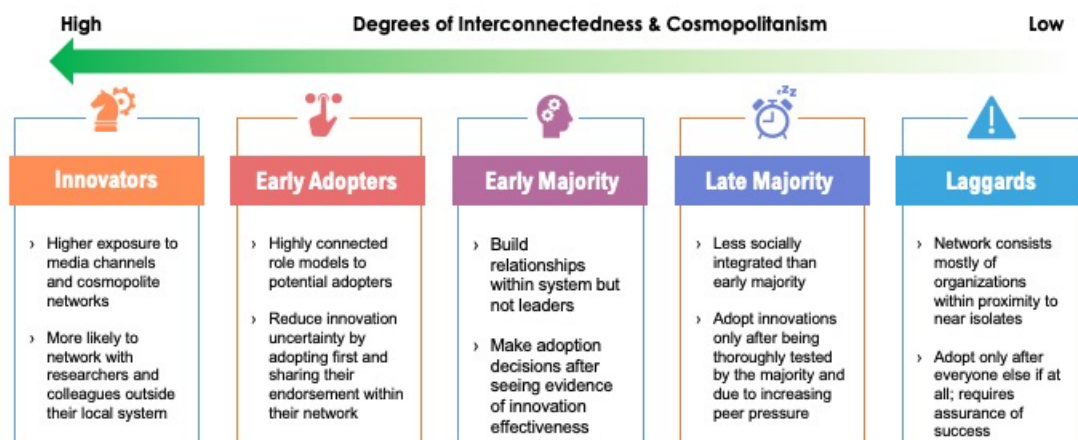 High Degrees of Interconnectedness & Cosmopolitanism Low
zZZ
Innovators
› Higher exposure to
media channels
and cosmopolite
networks
› More likely to
network with
researchers and
colleagues outside
their local system
Early Adopters
› Highly connected
role models to
potential adopters
› Reduce innovation
uncertainty by
adopting first and
sharing their
endorsement within
their network
Early Majority
› Build
relationships
within system but
not leaders
› Make adoption
decisions after
seeing evidence
of innovation
effectiveness
Late Majority
› Less socially
integrated than
early majority
› Adopt innovations
only after being
thoroughly tested
by the majority and
due to increasing
peer pressure
Laggards
› Network consists
mostly of
organizations
within proximity to
near isolates
› Adopt only after
everyone else if at
all; requires
assurance of
success